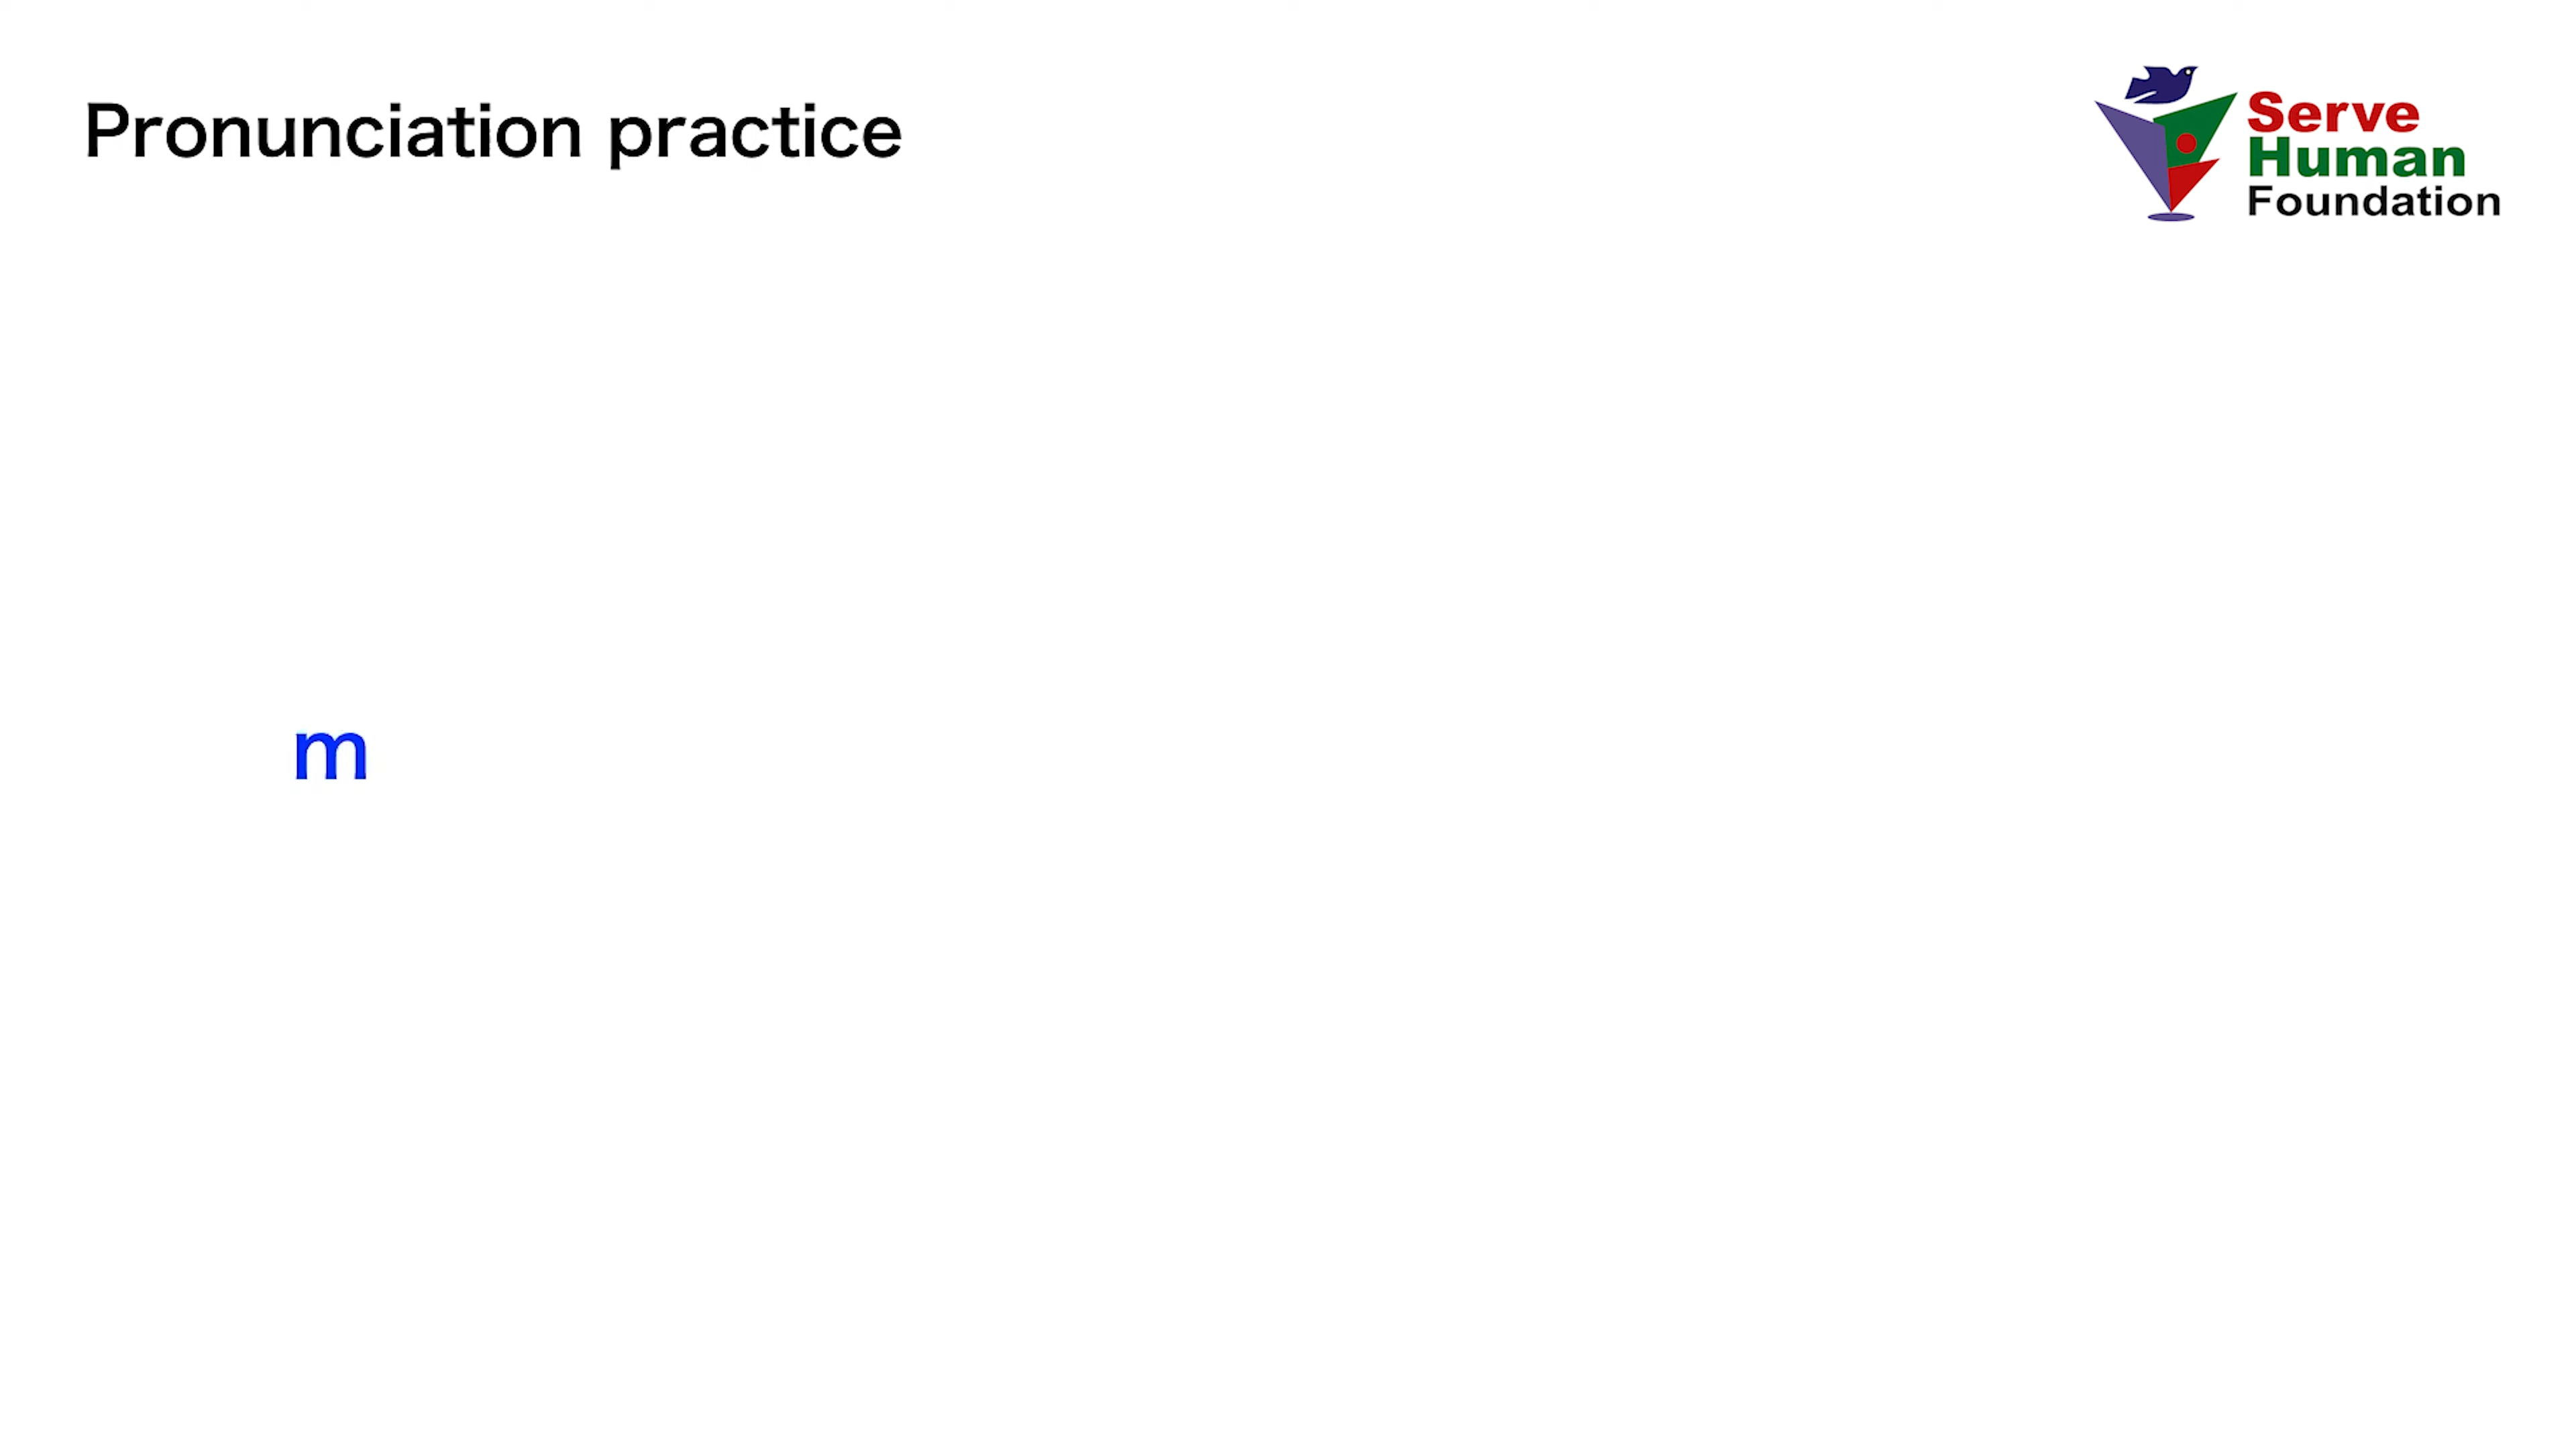 Pronunciation practice
Serve
Human
Foundation
m